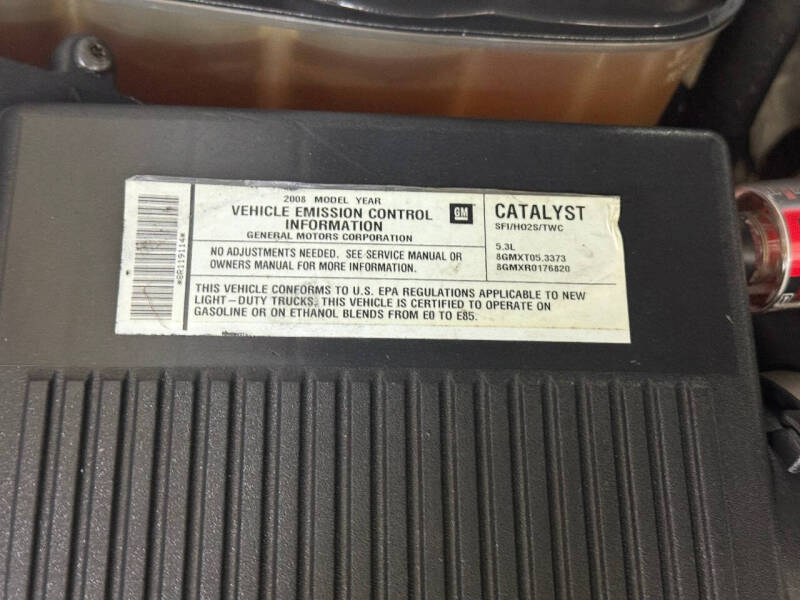 2008 MODEL YEAR
VEHICLE EMISSION CONTROL
INFORMATION
GENERAL MOTORS CORPORATION
GM
CATALYST
SFI/HO2S/TWC
5.3L
8GMXT05.3373
8GMXR0176820
NO ADJUSTMENTS NEEDED. SEE SERVICE MANUAL OR
OWNERS MANUAL FOR MORE INFORMATION.
THIS VEHICLE CONFORMS TO U.S. EPA REGULATIONS APPLICABLE TO NEW
LIGHT-DUTY TRUCKS. THIS VEHICLE IS CERTIFIED TO OPERATE ON
GASOLINE OR ON ETHANOL BLENDS FROM E0 TO E85.
*8R119114*